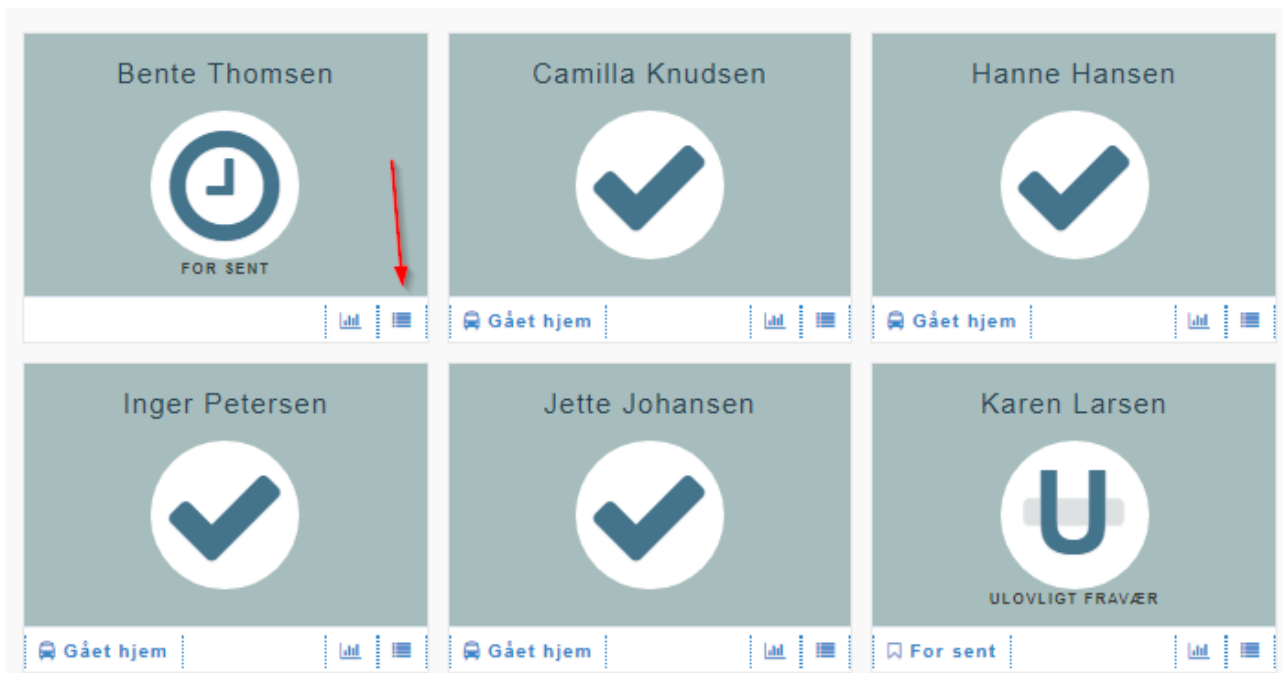 Bente Thomsen
FOR SENT
Camilla Knudsen
Gået hjem
Hanne Hansen
Gået hjem
Inger Petersen
Gået hjem
Jette Johansen
Gået hjem
Karen Larsen
U
ULOVLIGT FRAVÆR
For sent